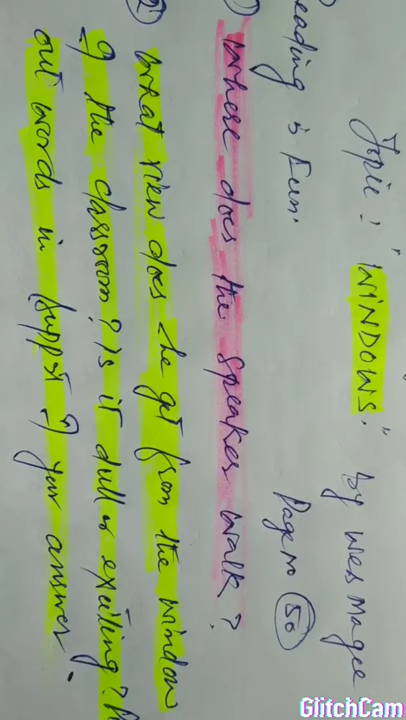 Topic: "WINDOWS." by Wes Magee
Reading is Fun. Page no 50
1) Where does the speaker walk?
2) What view does he get from the window
of the classroom? Is it dull or exciting?
out words in support of your answer.
GlitchCam